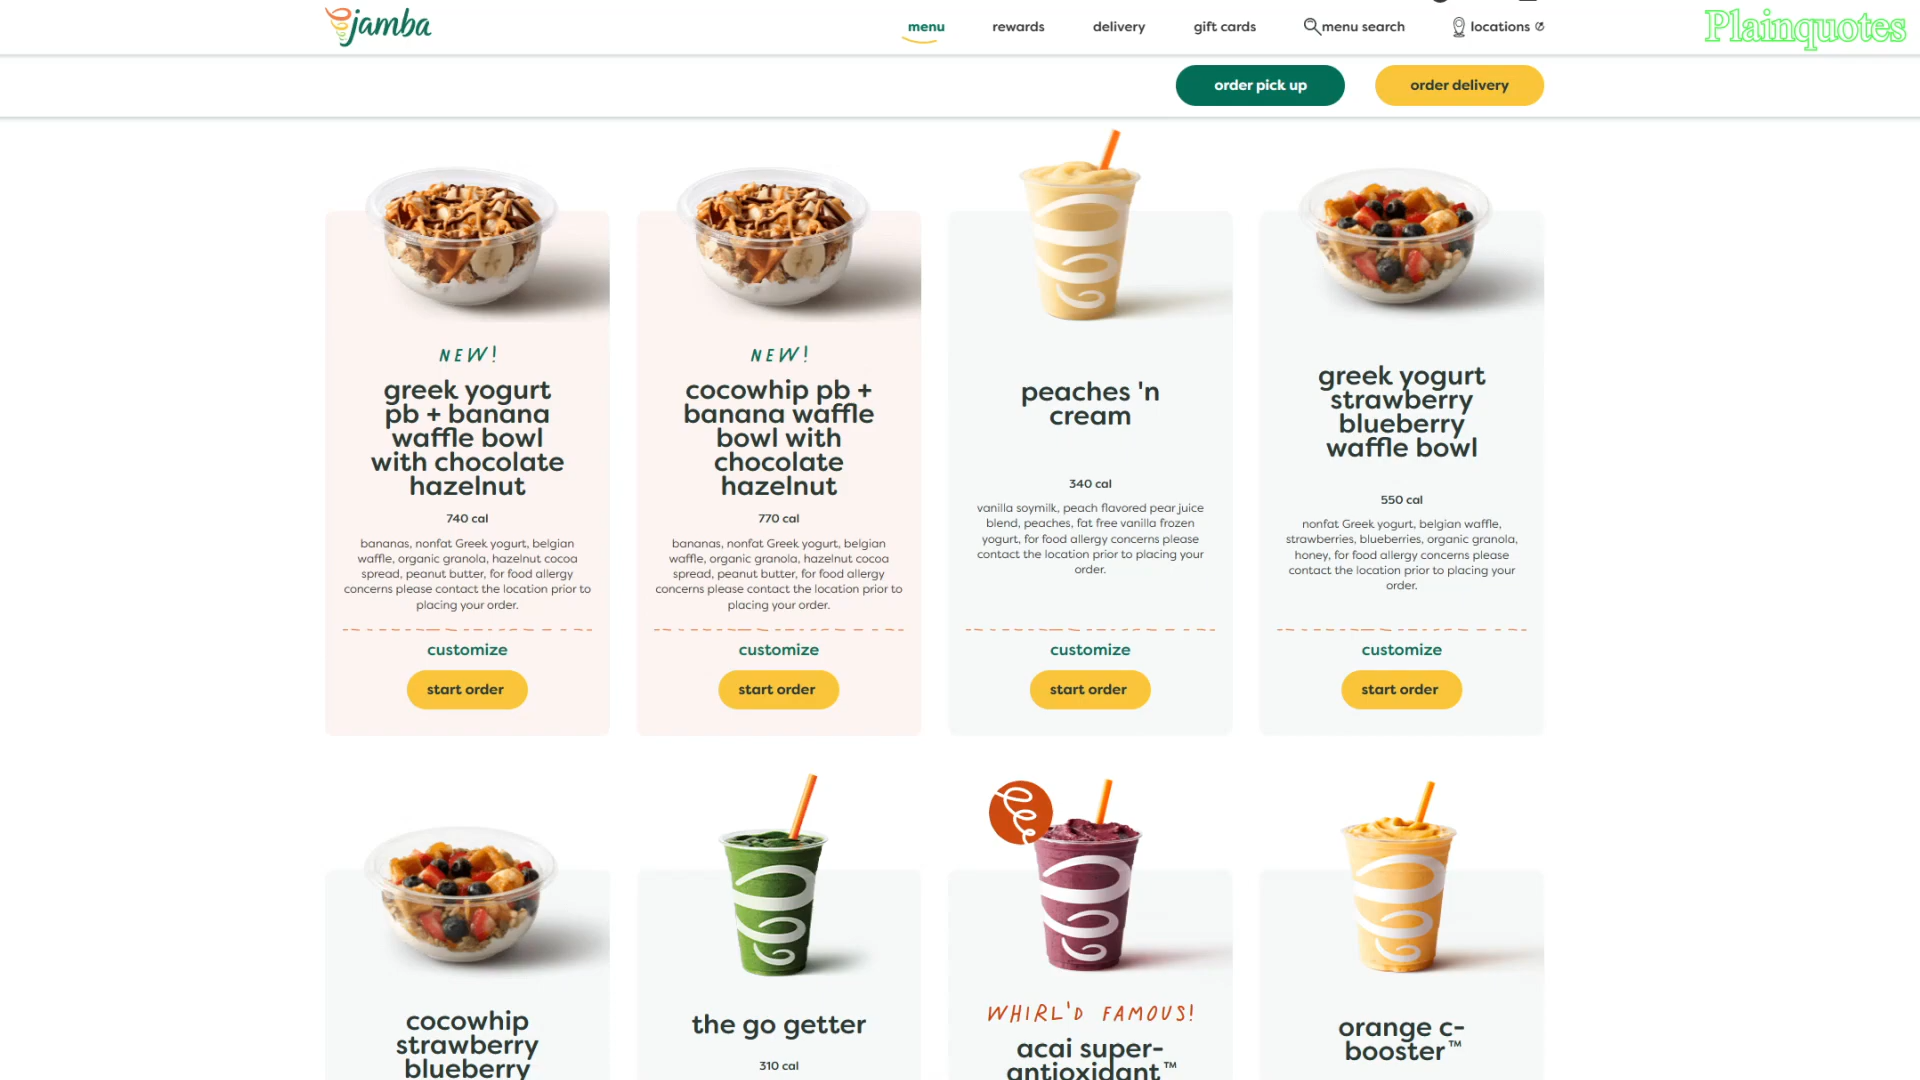 jamba
menu
rewards
delivery
gift cards
menu search
locations
Plainquotes
order pick up
order delivery
NEW!
greek yogurt
pb + banana
waffle bowl
with chocolate
hazelnut
740 cal
bananas, nonfat Greek yogurt, belgian
waffle, organic granola, hazelnut cocoa
spread, peanut butter, for food allergy
concerns please contact the location prior to
placing your order.
customize
start order
NEW!
cocowhip pb +
banana waffle
bowl with
chocolate
hazelnut
770 cal
bananas, nonfat Greek yogurt, belgian
waffle, organic granola, hazelnut cocoa
spread, peanut butter, for food allergy
concerns please contact the location prior to
placing your order.
customize
start order
peaches 'n
cream
340 cal
vanilla soymilk, peach flavored pear juice
blend, peaches, fat free vanilla frozen
yogurt, for food allergy concerns please
contact the location prior to placing your
order.
customize
start order
greek yogurt
strawberry
blueberry
waffle bowl
550 cal
nonfat Greek yogurt, belgian waffle,
strawberries, blueberries, organic granola,
honey, for food allergy concerns please
contact the location prior to placing your
order.
customize
start order
cocowhip
strawberry
blueberry
the go getter
310 cal
WHIRL'D FAMOUS!
acai super-
antioxidant™
orange c-
booster™